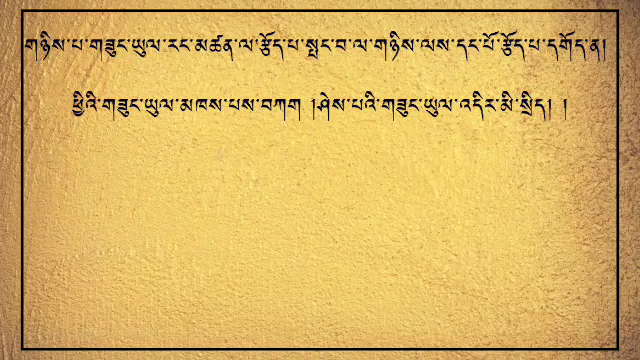 གཉིས་པ་གཟུང་ཡུལ་རང་མཚན་ལ་རྩོད་པ་སྤང་བ་ལ་གཉིས་ལས་དང་པོ་རྩོད་པ་དགོད་ན།
ཕྱིའི་གཟུང་ཡུལ་མཁས་པས་བཀག །ཤེས་པའི་གཟུང་ཡུལ་འདིར་མི་སྲིད། །